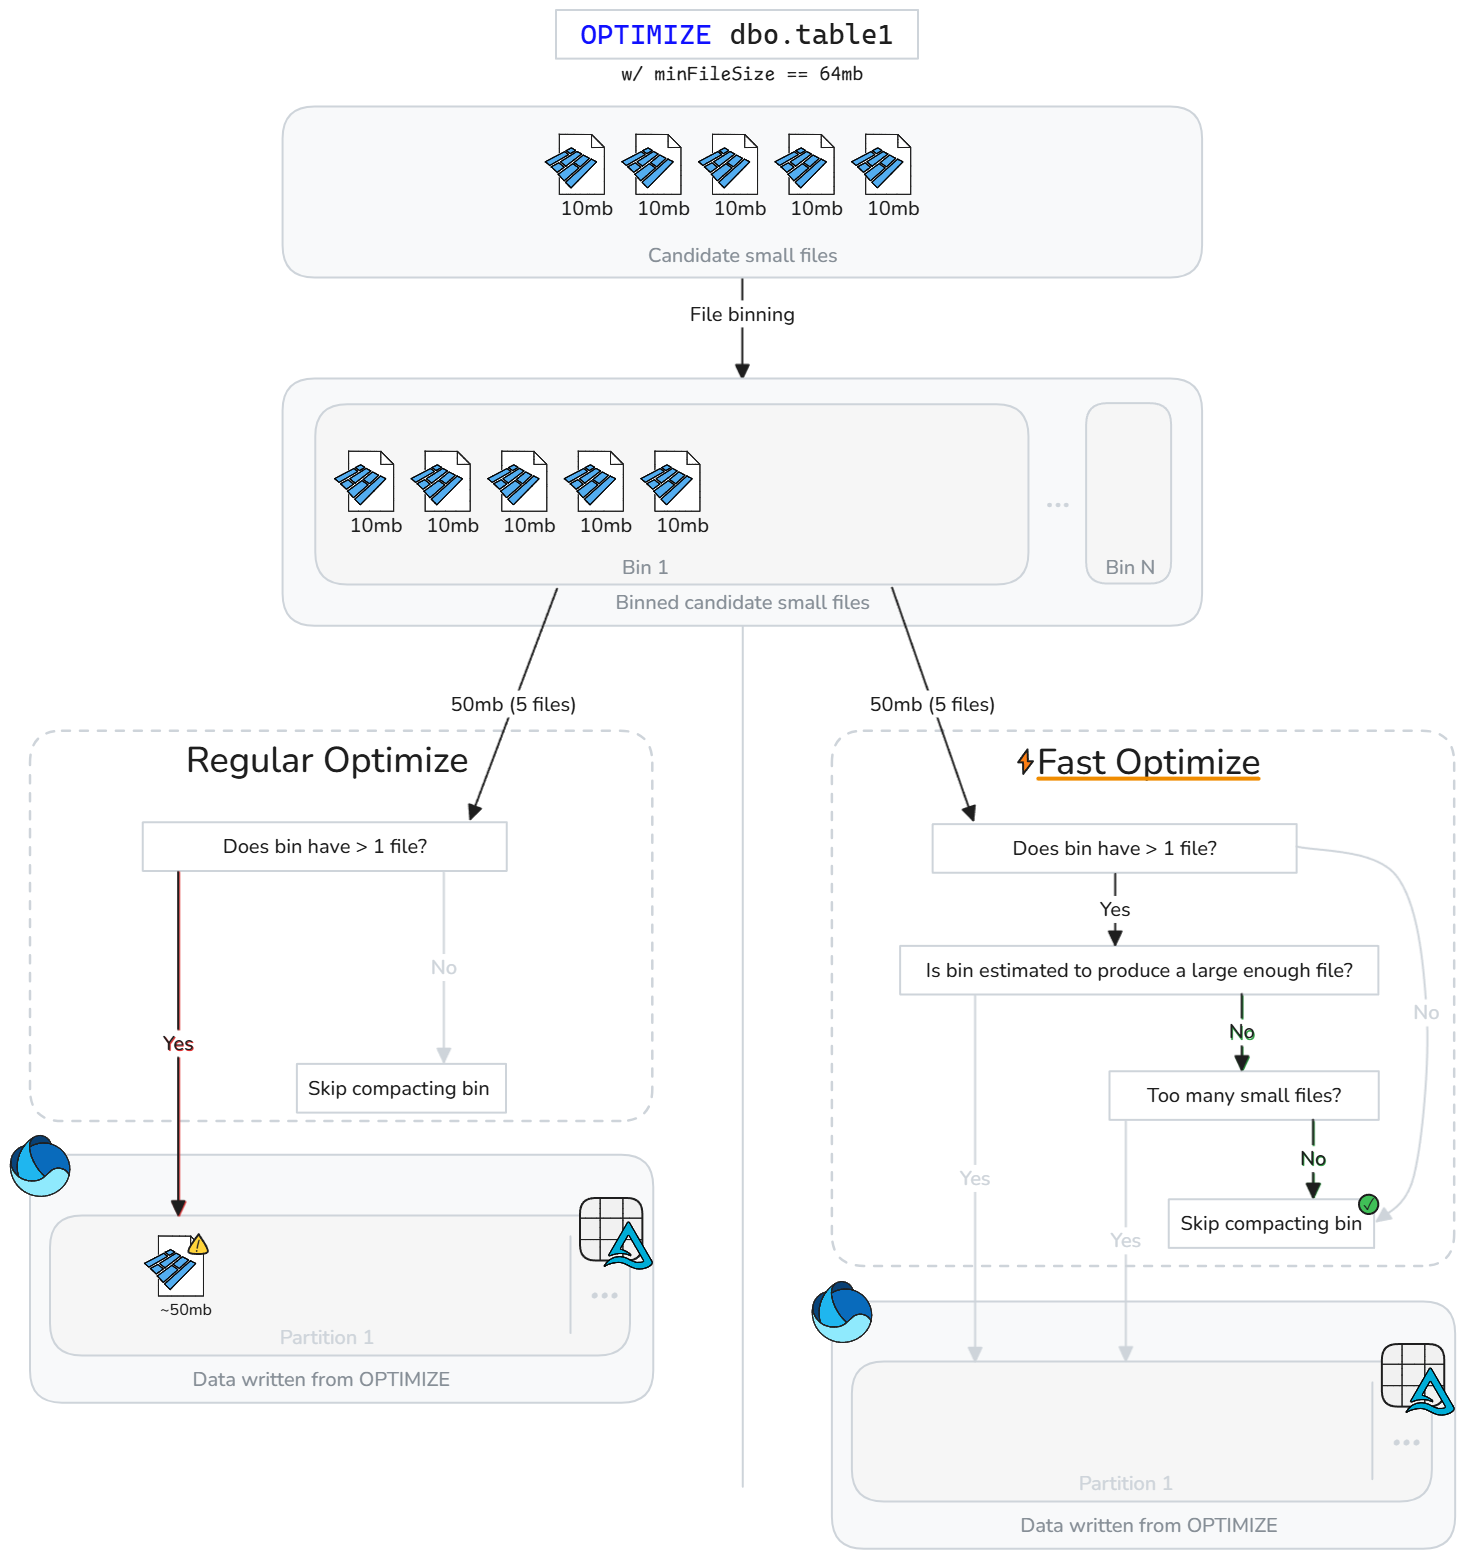 OPTIMIZE dbo.table1
w/ minFileSize == 64mb
10mb 10mb 10mb 10mb 10mb
Candidate small files
File binning
10mb 10mb 10mb 10mb 10mb
...
Bin 1
Bin N
Binned candidate small files
50mb (5 files)
Regular Optimize
Does bin have > 1 file?
No
Yes
Skip compacting bin
~50mb
...
Partition 1
Data written from OPTIMIZE
50mb (5 files)
Fast Optimize
Does bin have > 1 file?
Yes
Is bin estimated to produce a large enough file?
No
No
Too many small files?
No
Yes
Skip compacting bin
Yes
...
Partition 1
Data written from OPTIMIZE